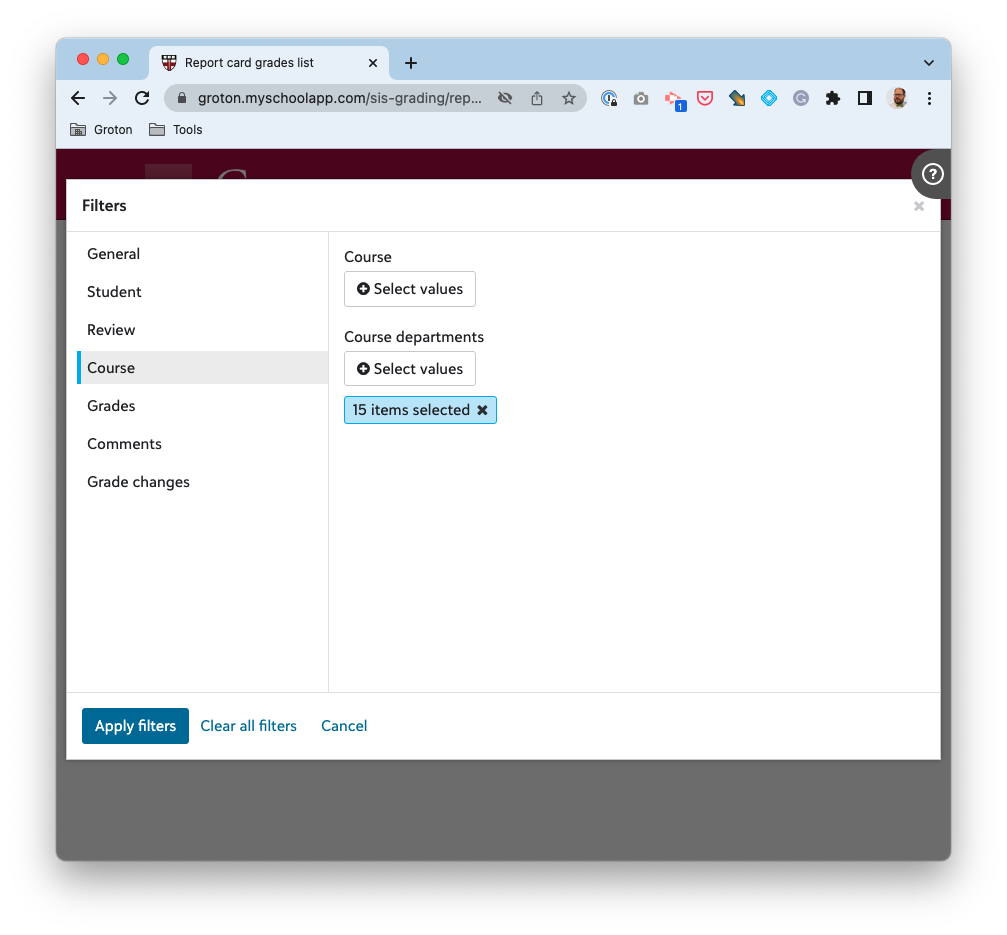 Report card grades list
groton.myschoolapp.com/sis-grading/rep...
1
Groton Tools
Filters
General
Student
Review
Course
Grades
Comments
Grade changes
Course
Select values
Course departments
Select values
15 items selected
Apply filters Clear all filters Cancel